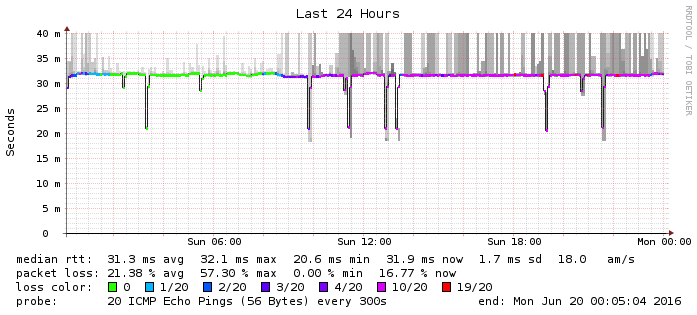 Last 24 Hours
RRDTOOL / TOBI OETIKER
Seconds
40 m
35 m
30 m
25 m
20 m
15 m
10 m
5 m
0
Sun 06:00 Sun 12:00 Sun 18:00 Mon 00:00
median rtt: 31.3 ms avg 32.1 ms max 20.6 ms min 31.9 ms now 1.7 ms sd 18.0 am/s
packet loss: 21.38 % avg 57.30 % max 0.00 % min 16.77 % now
loss color: 0 1/20 2/20 3/20 4/20 10/20 19/20
probe: 20 ICMP Echo Pings (56 Bytes) every 300s end: Mon Jun 20 00:05:04 2016